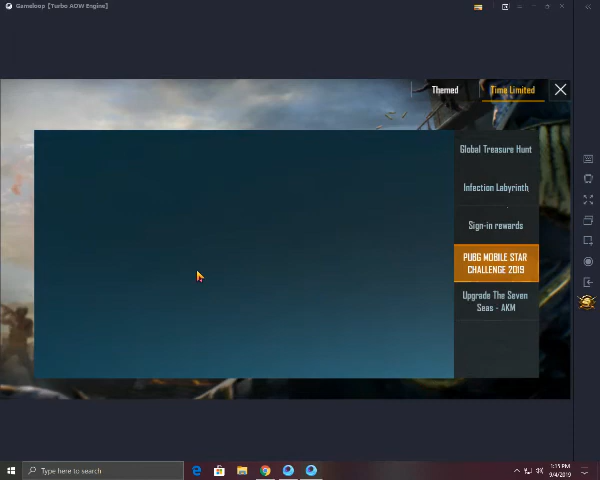 Gameloop [Turbo AOW Engine]
Themed
Time Limited
Global Treasure Hunt
Infection Labyrinth
Sign-in rewards
PUBG MOBILE STAR
CHALLENGE 2019
Upgrade The Seven
Seas - AKM
Type here to search
1:15 PM
9/4/2019